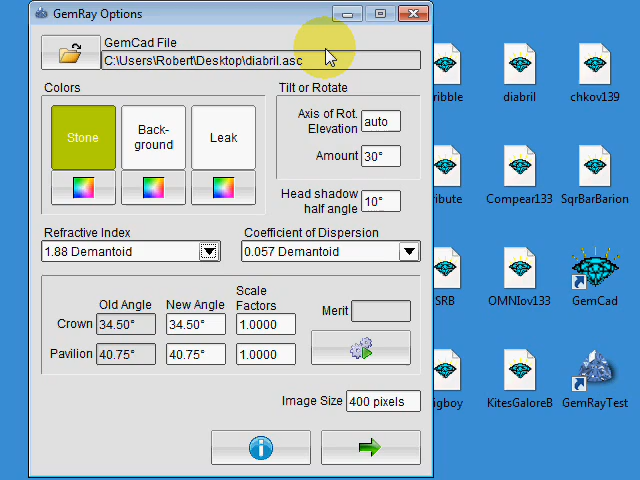 GemRay Options
GemCad File
C:\Users\Robert\Desktop\diabril.asc
Colors
Stone
Back-
ground
Leak
Tilt or Rotate
Axis of Rot.
Elevation
auto
Amount
30°
Head shadow
half angle
10°
Refractive Index
1.88 Demantoid
Coefficient of Dispersion
0.057 Demantoid
Old Angle
New Angle
Scale
Factors
Crown
34.50°
34.50°
1.0000
Pavilion
40.75°
40.75°
1.0000
Merit
Image Size
400 pixels
ribble
diabril
chkov139
ribute
Compear133
SqrBarBarion
SRB
OMNIov133
GemCad
igboy
KitesGaloreB
GemRayTest